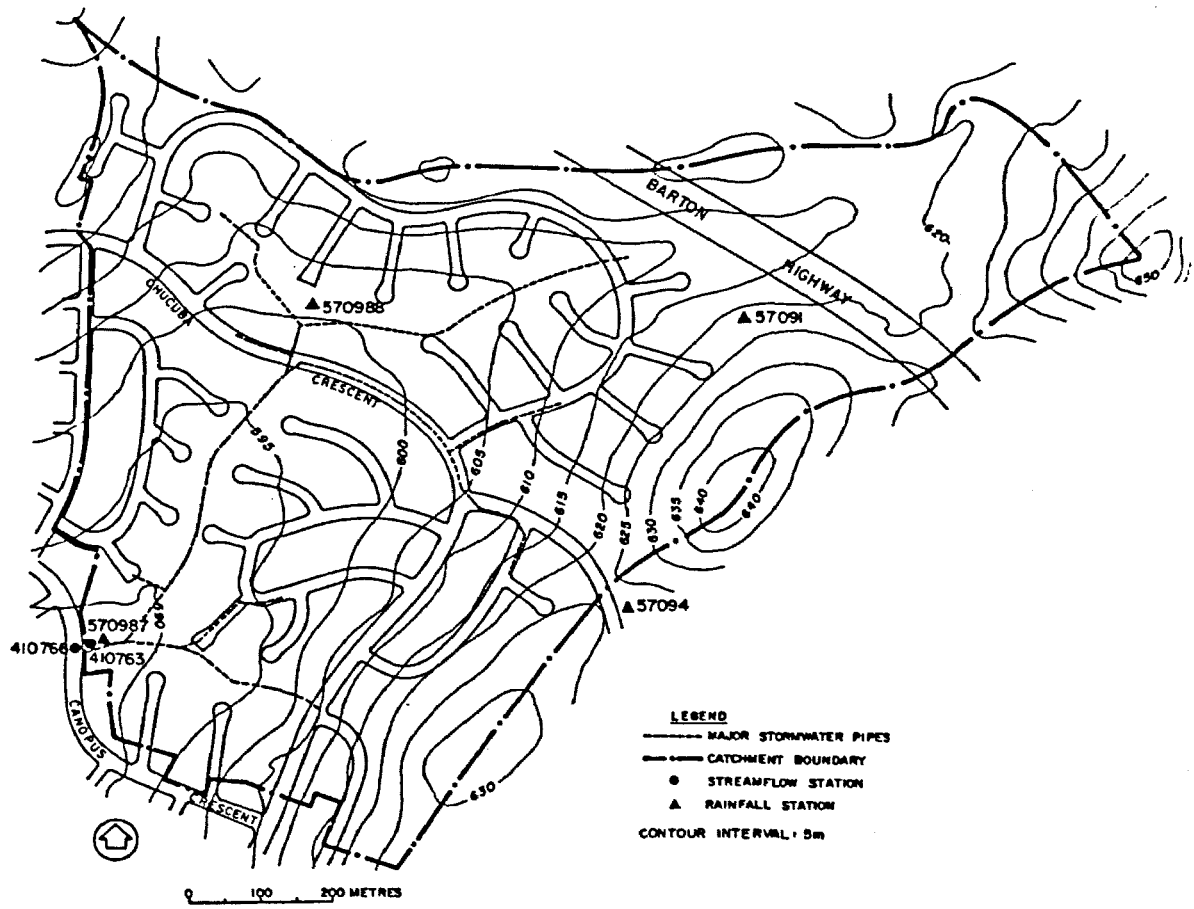 BARTON
HIGHWAY
620
650
570988
57091
CHUCUBA
CRESCENT
595
600
605
610
615
620
625
630
635
640
640
590
570987
410766
410763
57094
CANOPUS
CRESCENT
630
LEGEND
MAJOR STORMWATER PIPES
CATCHMENT BOUNDARY
STREAMFLOW STATION
RAINFALL STATION
CONTOUR INTERVAL : 5m
0 100 200 METRES